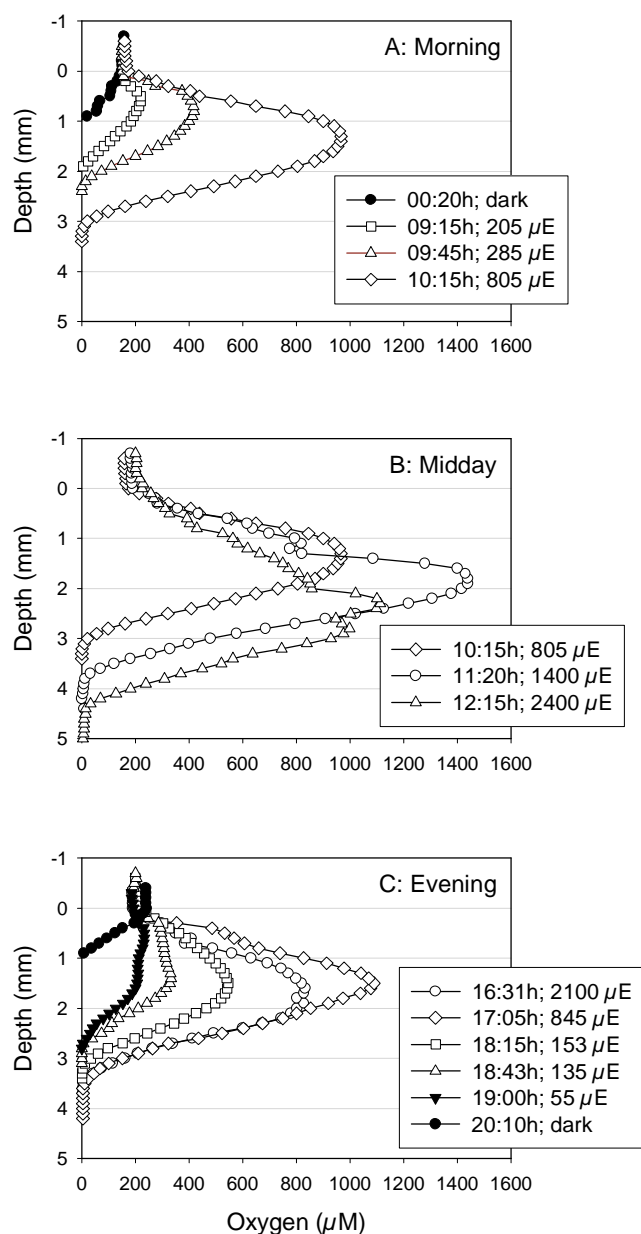 A: Morning
-1
0
1
2
3
4
5
Depth (mm)
0 200 400 600 800 1000 1200 1400 1600
00:20h; dark
09:15h; 205 µE
09:45h; 285 µE
10:15h; 805 µE
B: Midday
-1
0
1
2
3
4
5
Depth (mm)
0 200 400 600 800 1000 1200 1400 1600
10:15h; 805 µE
11:20h; 1400 µE
12:15h; 2400 µE
C: Evening
-1
0
1
2
3
4
5
Depth (mm)
0 200 400 600 800 1000 1200 1400 1600
16:31h; 2100 µE
17:05h; 845 µE
18:15h; 153 µE
18:43h; 135 µE
19:00h; 55 µE
20:10h; dark
Oxygen (µM)